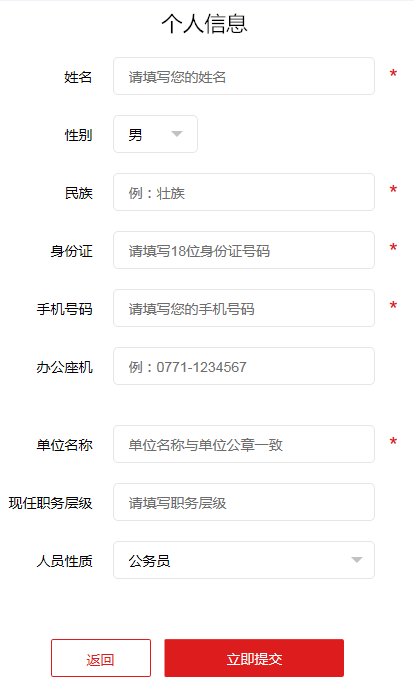 个人信息
姓名 请填写您的姓名 *
性别 男
民族 例：壮族 *
身份证 请填写18位身份证号码 *
手机号码 请填写您的手机号码 *
办公座机 例：0771-1234567
单位名称 单位名称与单位公章一致 *
现任职务层级 请填写职务层级
人员性质 公务员
返回 立即提交